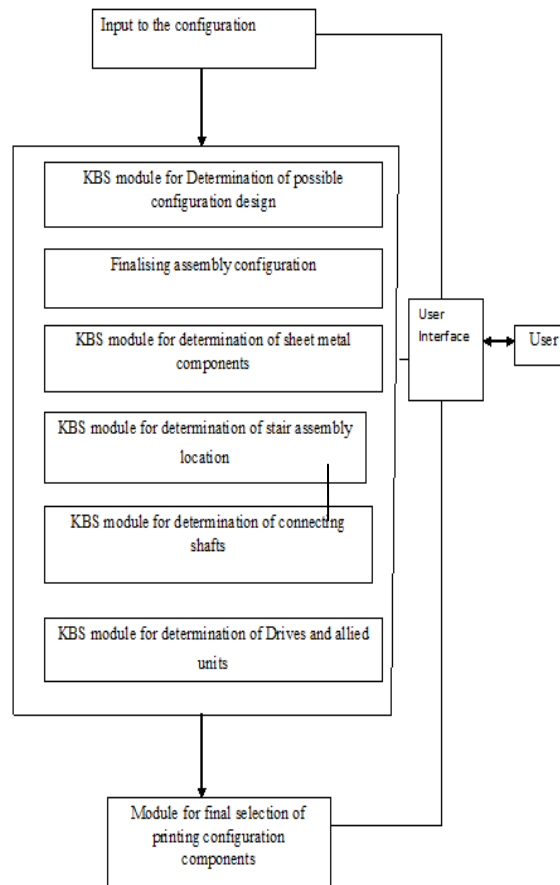 Input to the configuration
KBS module for Determination of possible
configuration design
Finalising assembly configuration
KBS module for determination of sheet metal
components
KBS module for determination of stair assembly
location
KBS module for determination of connecting
shafts
KBS module for determination of Drives and allied
units
User
Interface
User
Module for final selection of
printing configuration
components